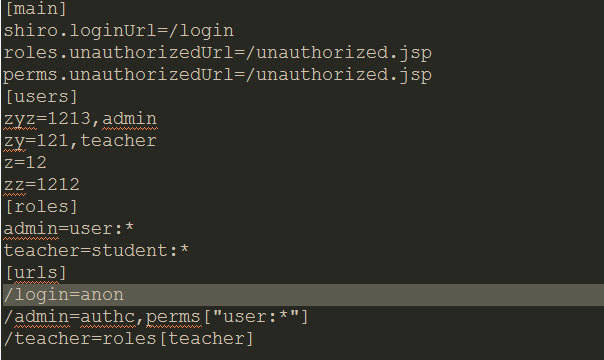 [main]
shiro.loginUrl=/login
roles.unauthorizedUrl=/unauthorized.jsp
perms.unauthorizedUrl=/unauthorized.jsp
[users]
zyz=1213,admin
zy=121,teacher
z=12
zz=1212
[roles]
admin=user:*
teacher=student:*
[urls]
/login=anon
/admin=authc,perms["user:*"]
/teacher=roles[teacher]